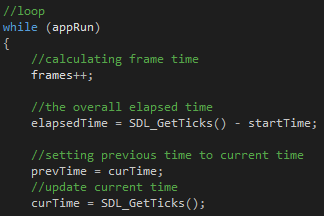 //loop
while (appRun)
{
//calculating frame time
frames++;
//the overall elapsed time
elapsedTime = SDL_GetTicks() - startTime;
//setting previous time to current time
prevTime = curTime;
//update current time
curTime = SDL_GetTicks();